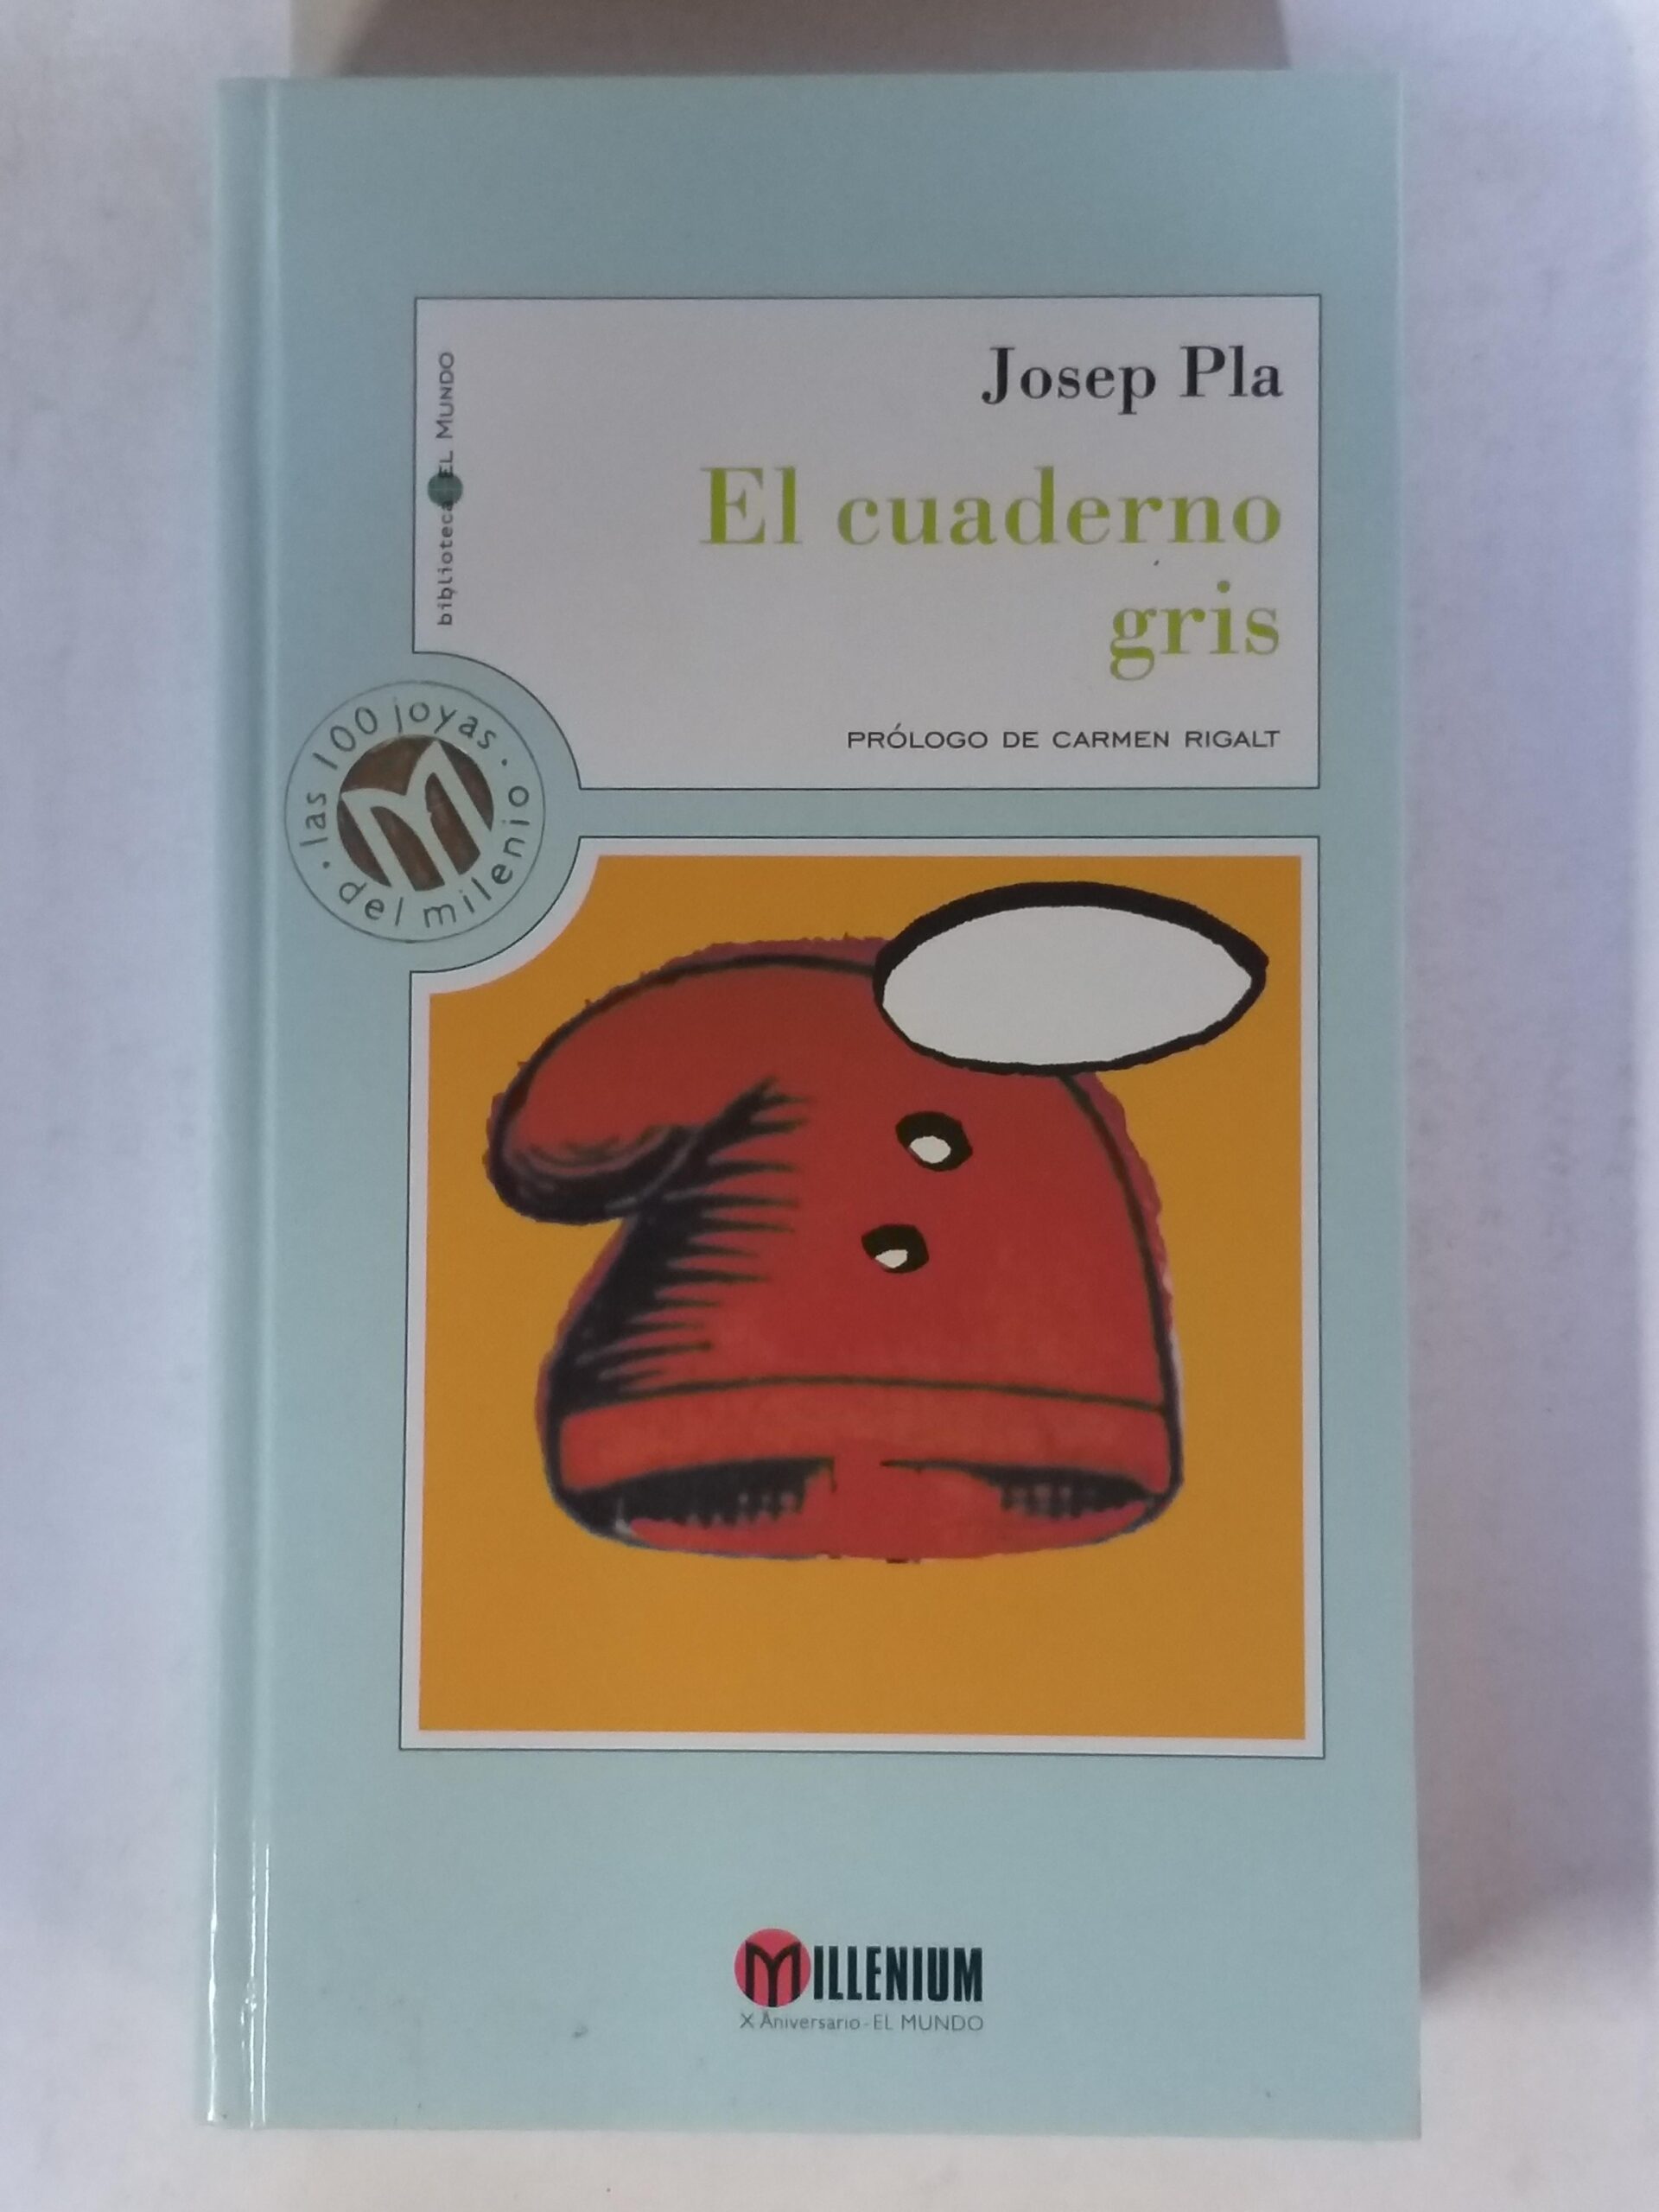 Josep Pla
El cuaderno
gris
PRÓLOGO DE CARMEN RIGALT
biblioteca EL MUNDO
· las 100 joyas ·
del milenio
M
MILLENIUM
X Aniversario - EL MUNDO